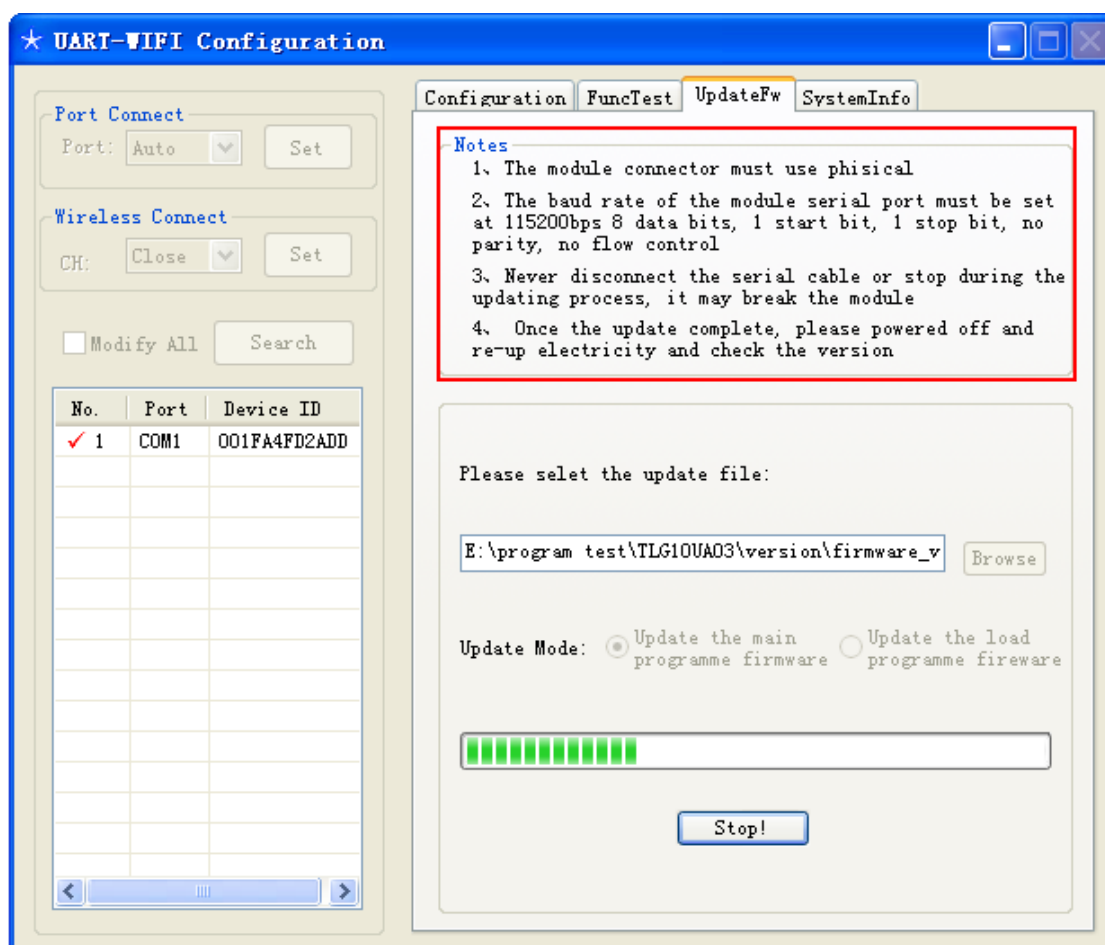 UART-WIFI Configuration
Port Connect
Port: Auto Set
Wireless Connect
CH: Close Set
Modify All Search
No. Port Device ID
1 COM1 001FA4FD2ADD
Configuration FuncTest UpdateFw SystemInfo
Notes
1、The module connector must use phisical
2、The baud rate of the module serial port must be set
at 115200bps 8 data bits, 1 start bit, 1 stop bit, no
parity, no flow control
3、Never disconnect the serial cable or stop during the
updating process, it may break the module
4、 Once the update complete, please powered off and
re-up electricity and check the version
Please selet the update file:
E:\program test\TLG10UA03\version\firmware_v Browse
Update Mode: Update the main
programme firmware
Update the load
programme fireware
Stop!